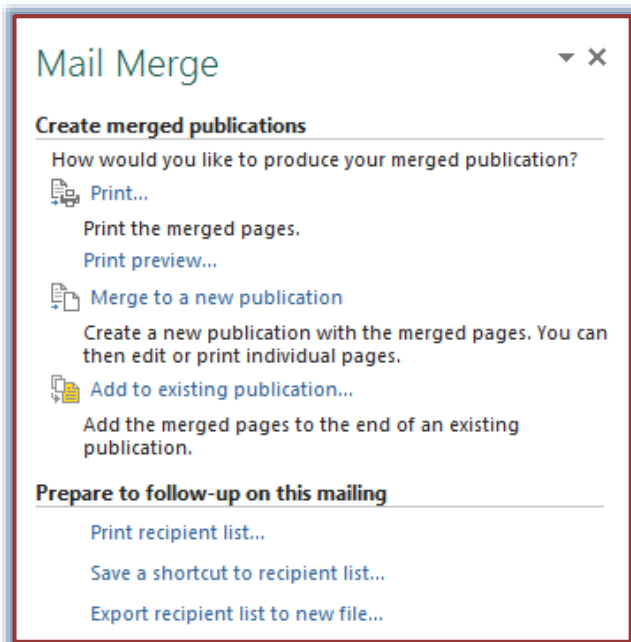 Mail Merge
Create merged publications
How would you like to produce your merged publication?
Print...
Print the merged pages.
Print preview...
Merge to a new publication
Create a new publication with the merged pages. You can
then edit or print individual pages.
Add to existing publication...
Add the merged pages to the end of an existing
publication.
Prepare to follow-up on this mailing
Print recipient list...
Save a shortcut to recipient list...
Export recipient list to new file...